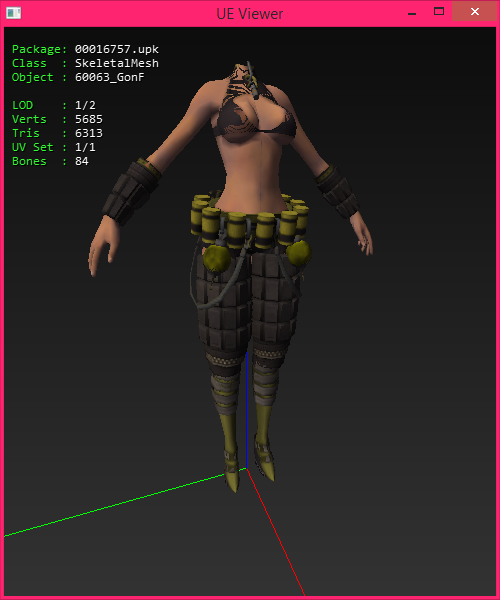 UE Viewer
Package: 00016757.upk
Class : SkeletalMesh
Object : 60063_GonF
LOD : 1/2
Verts : 5685
Tris : 6313
UV Set : 1/1
Bones : 84